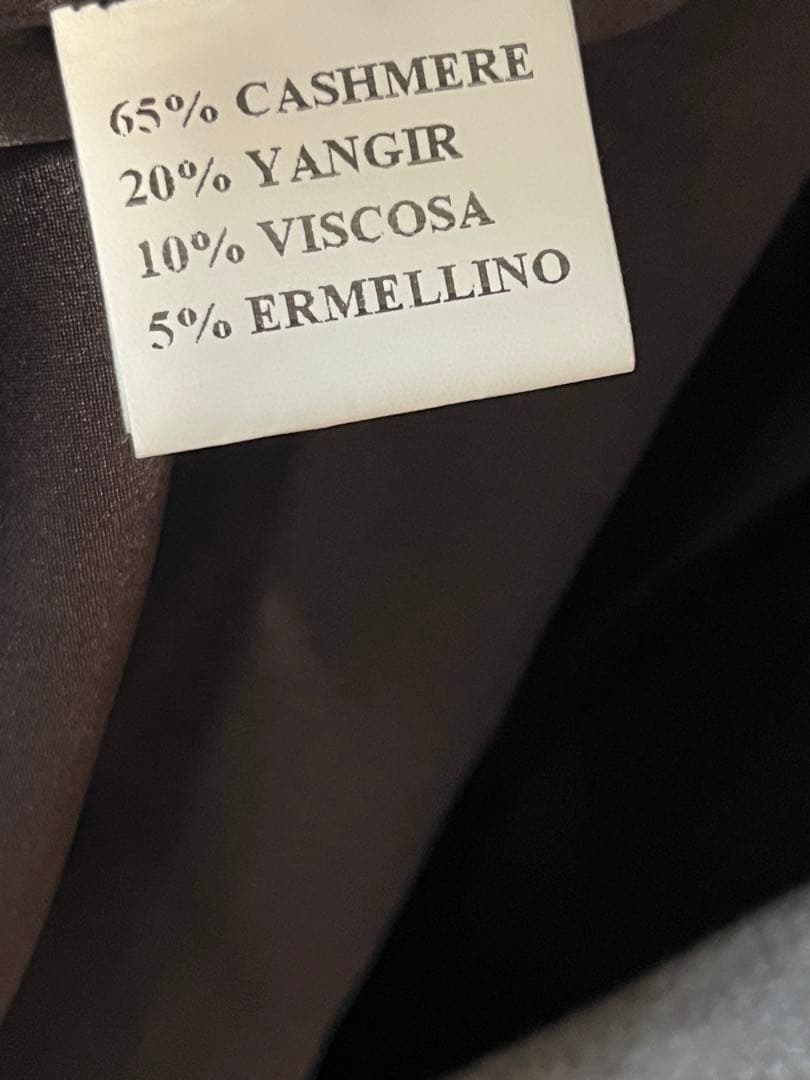 65% CASHMERE
20% YANGIR
10% VISCOSA
5% ERMELLINO